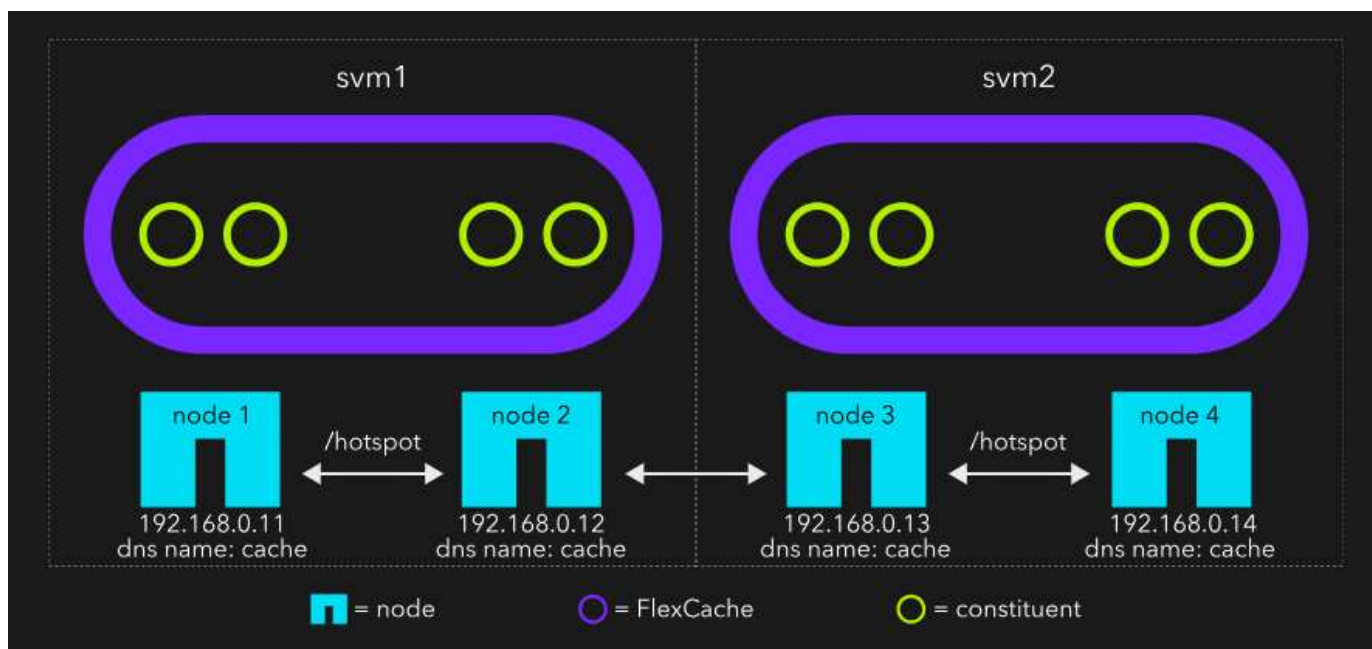 svm1
svm2
node 1
/hotspot
node 2
node 3
/hotspot
node 4
192.168.0.11
dns name: cache
192.168.0.12
dns name: cache
192.168.0.13
dns name: cache
192.168.0.14
dns name: cache
= node
= FlexCache
= constituent